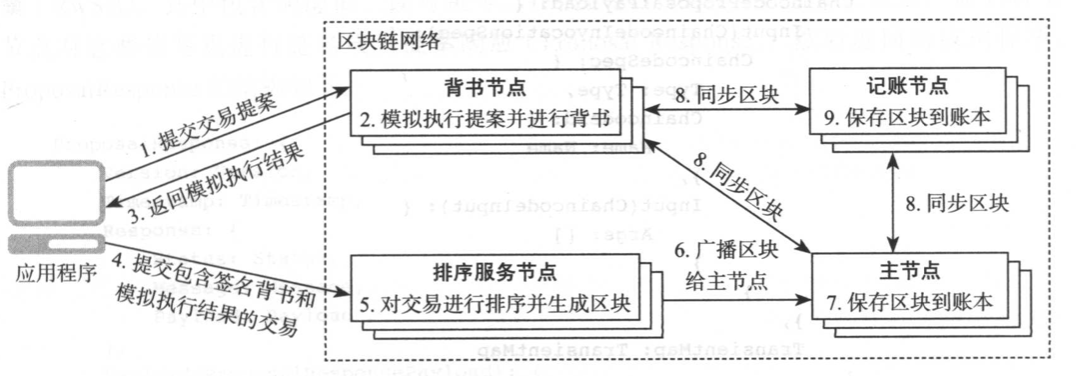 区块链网络
背书节点
2. 模拟执行提案并进行背书
8. 同步区块
记账节点
9. 保存区块到账本
1. 提交交易提案
3. 返回模拟执行结果
8. 同步区块
8. 同步区块
应用程序
4. 提交包含签名背书和
模拟执行结果的交易
排序服务节点
5. 对交易进行排序并生成区块
6. 广播区块
给主节点
主节点
7. 保存区块到账本